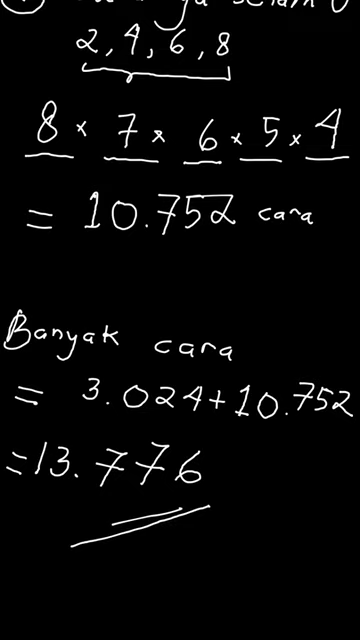 2, 4, 6, 8
8 × 7 × 6 × 5 × 4
= 10.752 cara
Banyak cara
= 3.024 + 10.752
= 13.776